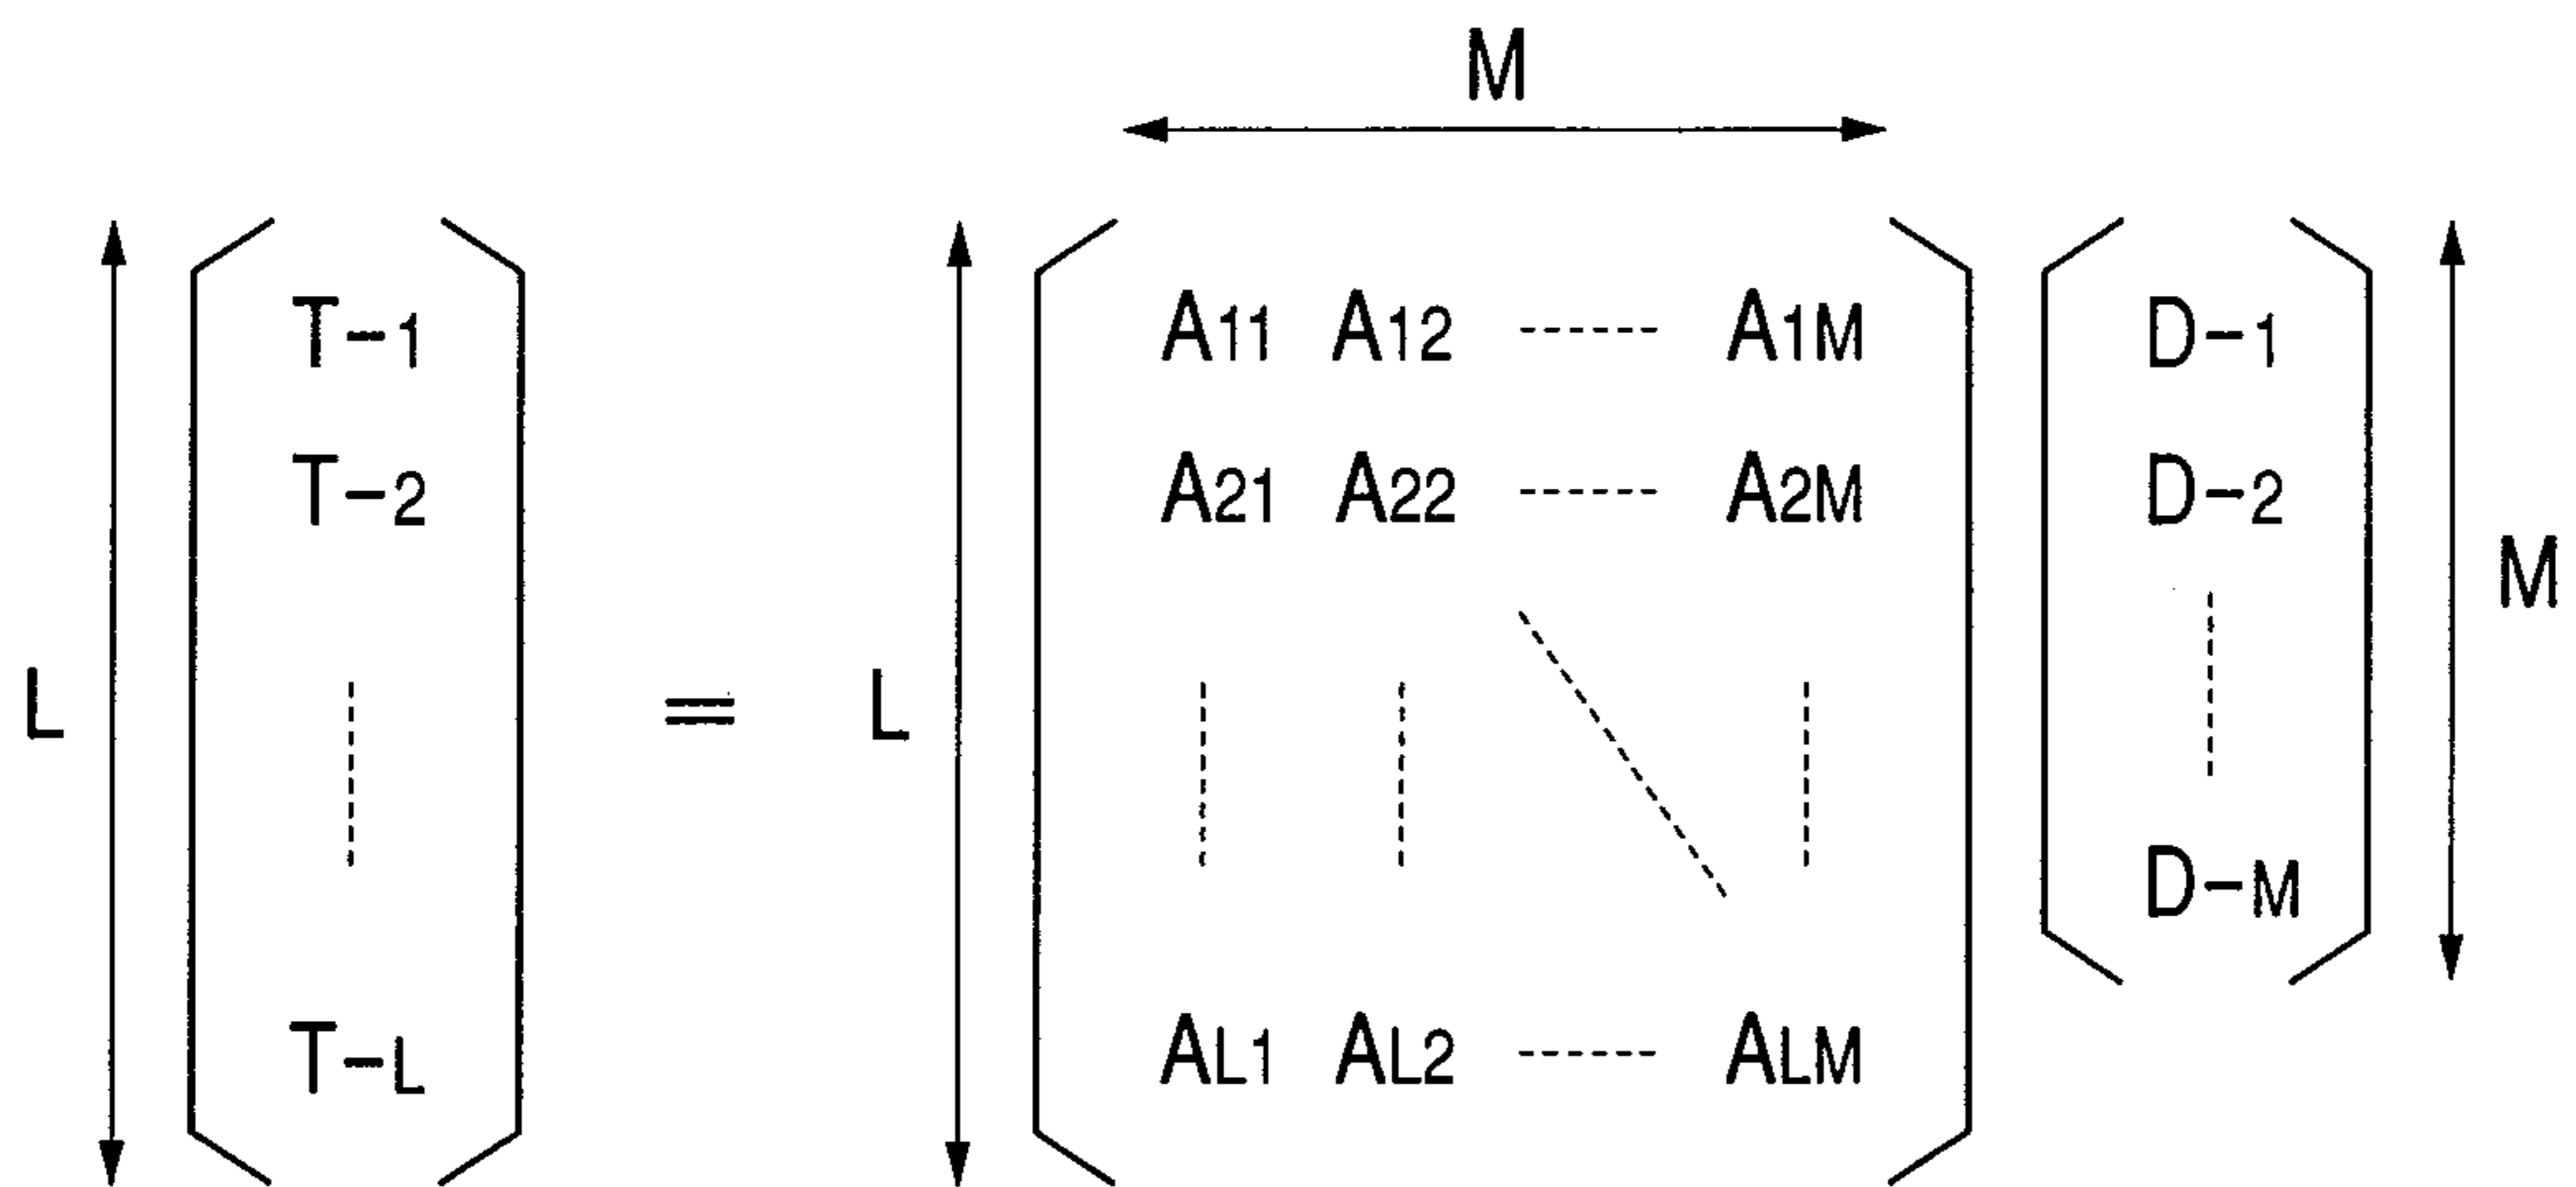 M
T-1 A11 A12 ------ A1M D-1
T-2 A21 A22 ------ A2M D-2
M
L = L
D-M
T-L AL1 AL2 ------ ALM